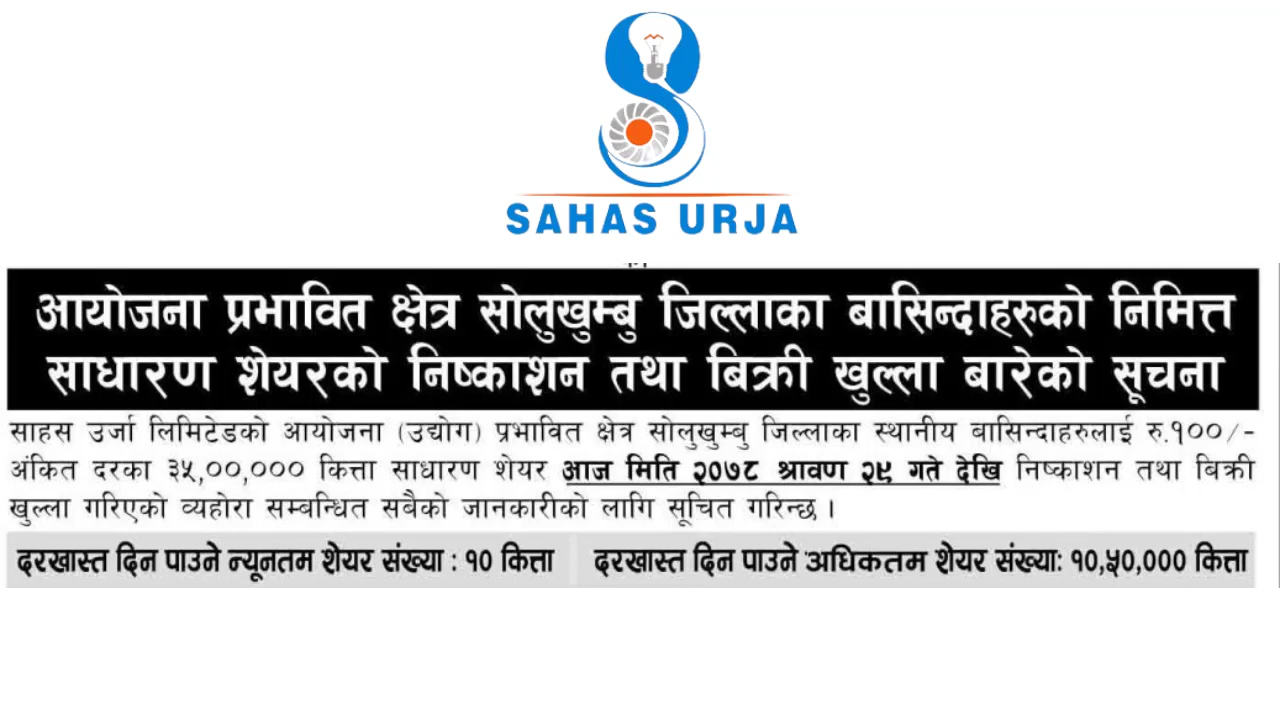 SAHAS URJA
आयोजना प्रभावित क्षेत्र सोलुखुम्बु जिल्लाका बासिन्दाहरुको निमित्त
साधारण शेयरको निष्काशन तथा बिक्री खुल्ला बारेको सूचना
साहस उर्जा लिमिटेडको आयोजना (उद्योग) प्रभावित क्षेत्र सोलुखुम्बु जिल्लाका स्थानीय बासिन्दाहरुलाई रु.१००/-
अंकित दरका ३५,००,००० कित्ता साधारण शेयर आज मिति २०७८ श्रावण २९ गते देखि निष्काशन तथा बिक्री
खुल्ला गरिएको व्यहोरा सम्बन्धित सबैको जानकारीको लागि सूचित गरिन्छ ।
दरखास्त दिन पाउने न्यूनतम शेयर संख्या : १० कित्ता
दरखास्त दिन पाउने अधिकतम शेयर संख्याः १०,५०,००० कित्ता